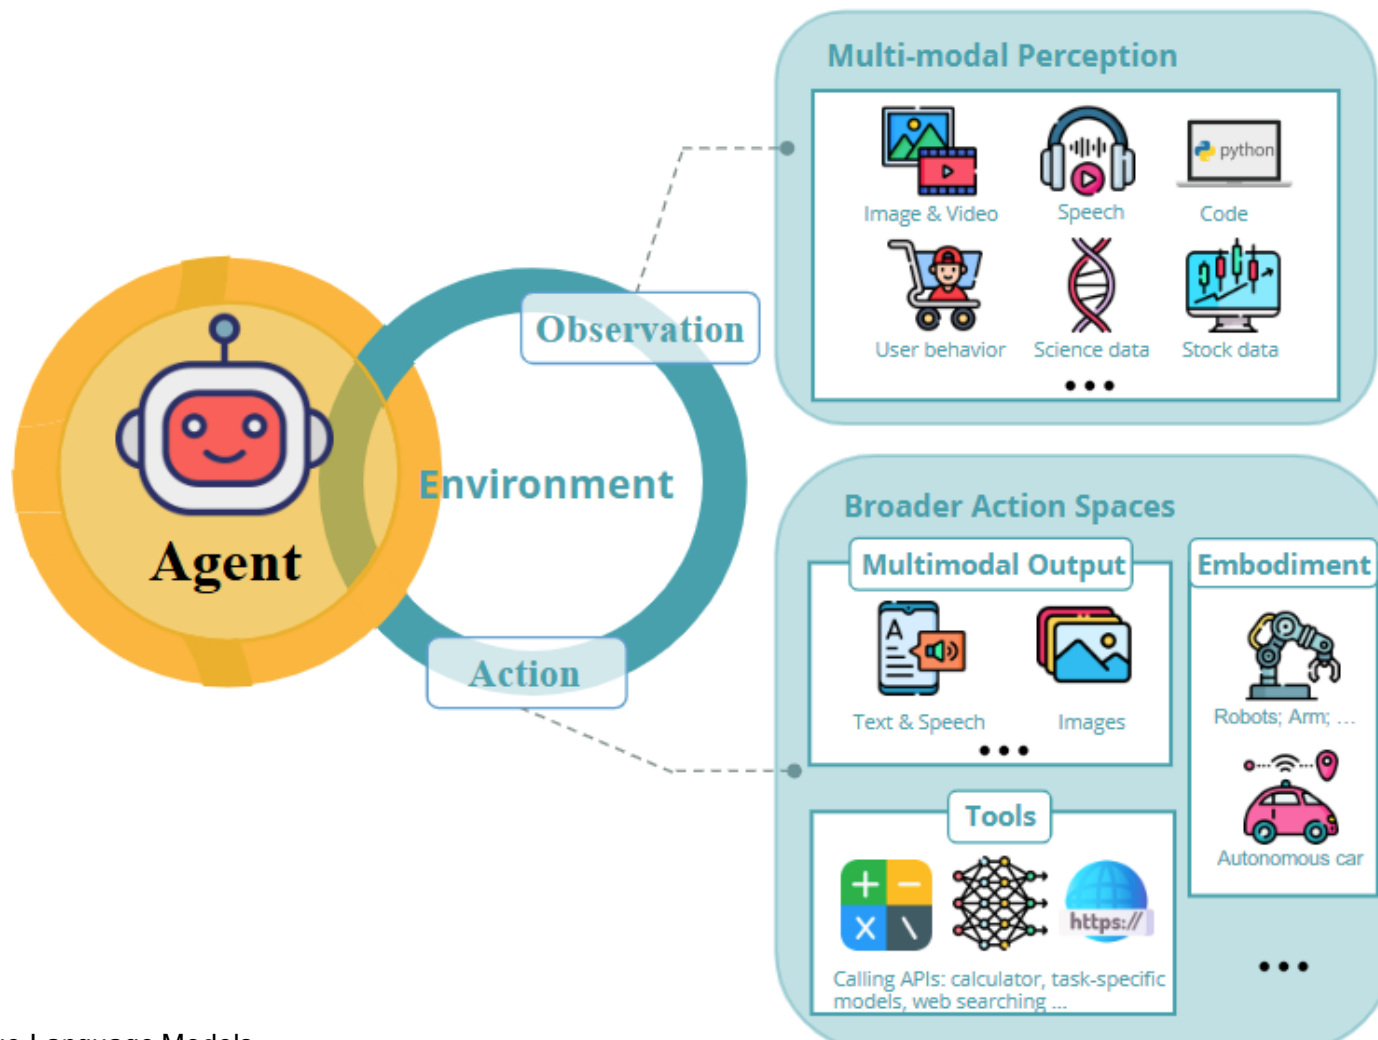 Multi-modal Perception
python
Image & Video
Speech
Code
User behavior
Science data
Stock data
...
Observation
Environment
Agent
Action
Broader Action Spaces
Multimodal Output
Embodiment
A
Text & Speech
Images
...
Robots; Arm; ...
Autonomous car
Tools
+ −
X \
https://
Calling APIs: calculator, task-specific
models, web searching ...
...
Language Models